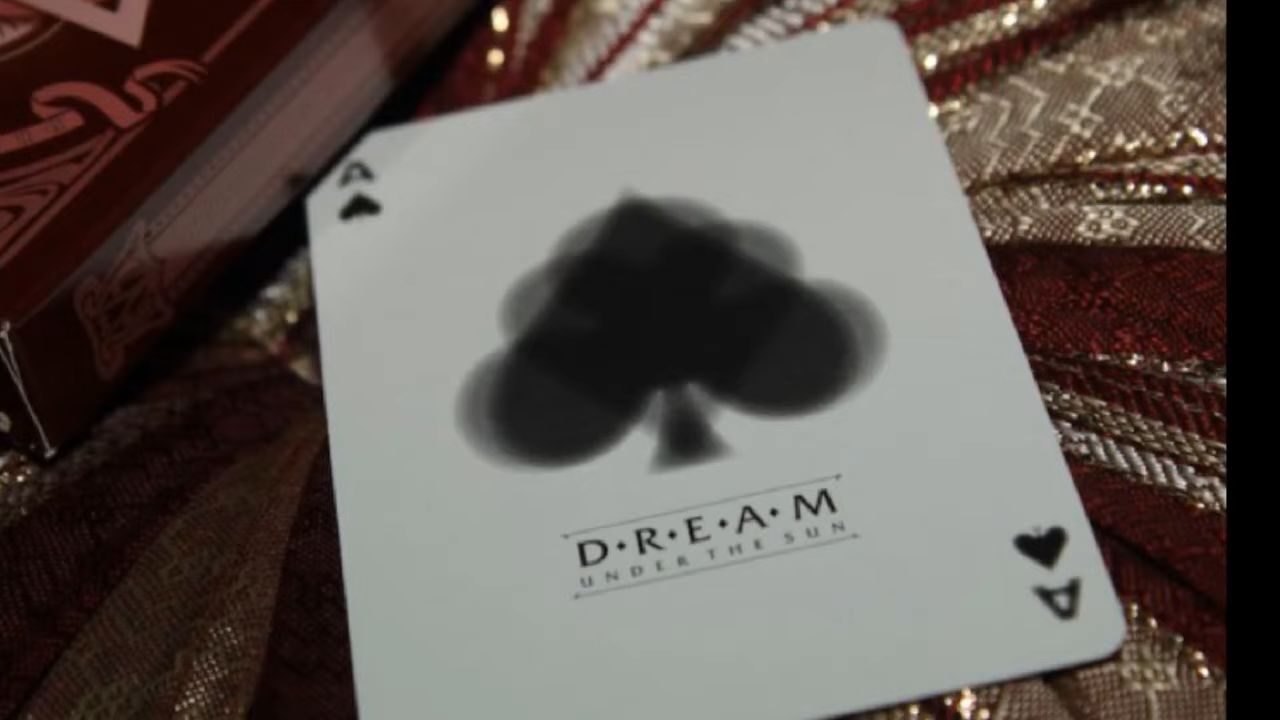 A
D•R•E•A•M
UNDER THE SUN
A